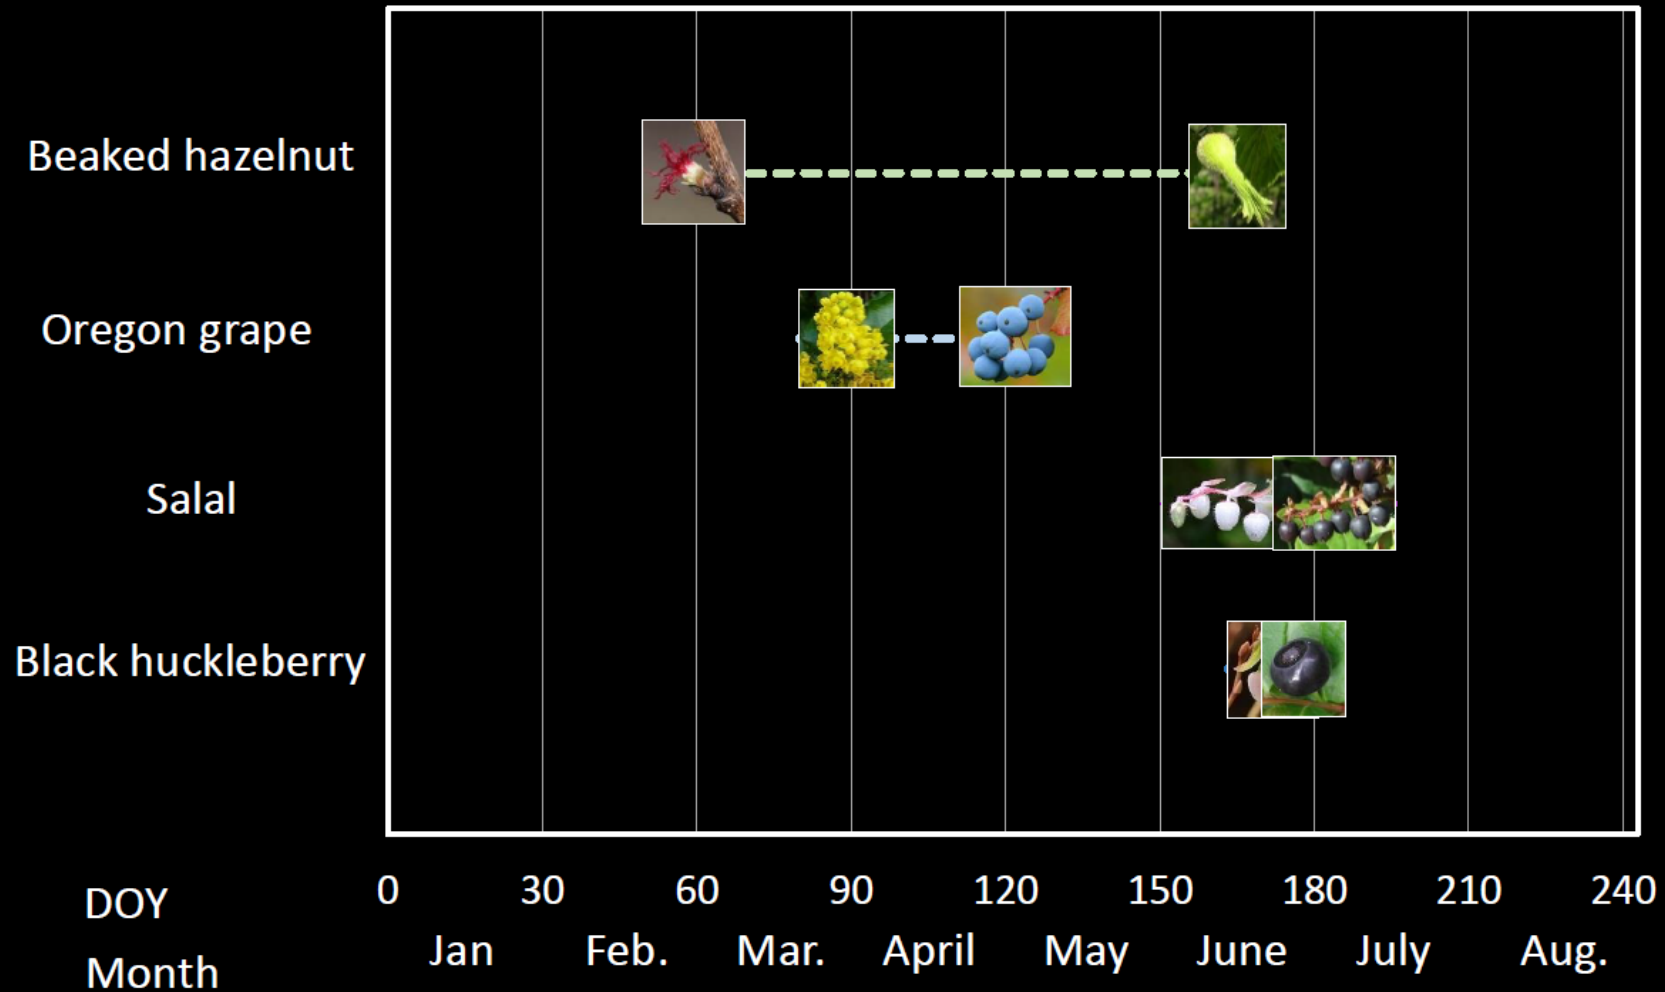 Beaked hazelnut
Oregon grape
Salal
Black huckleberry
DOY 0 30 60 90 120 150 180 210 240
Month Jan Feb. Mar. April May June July Aug.